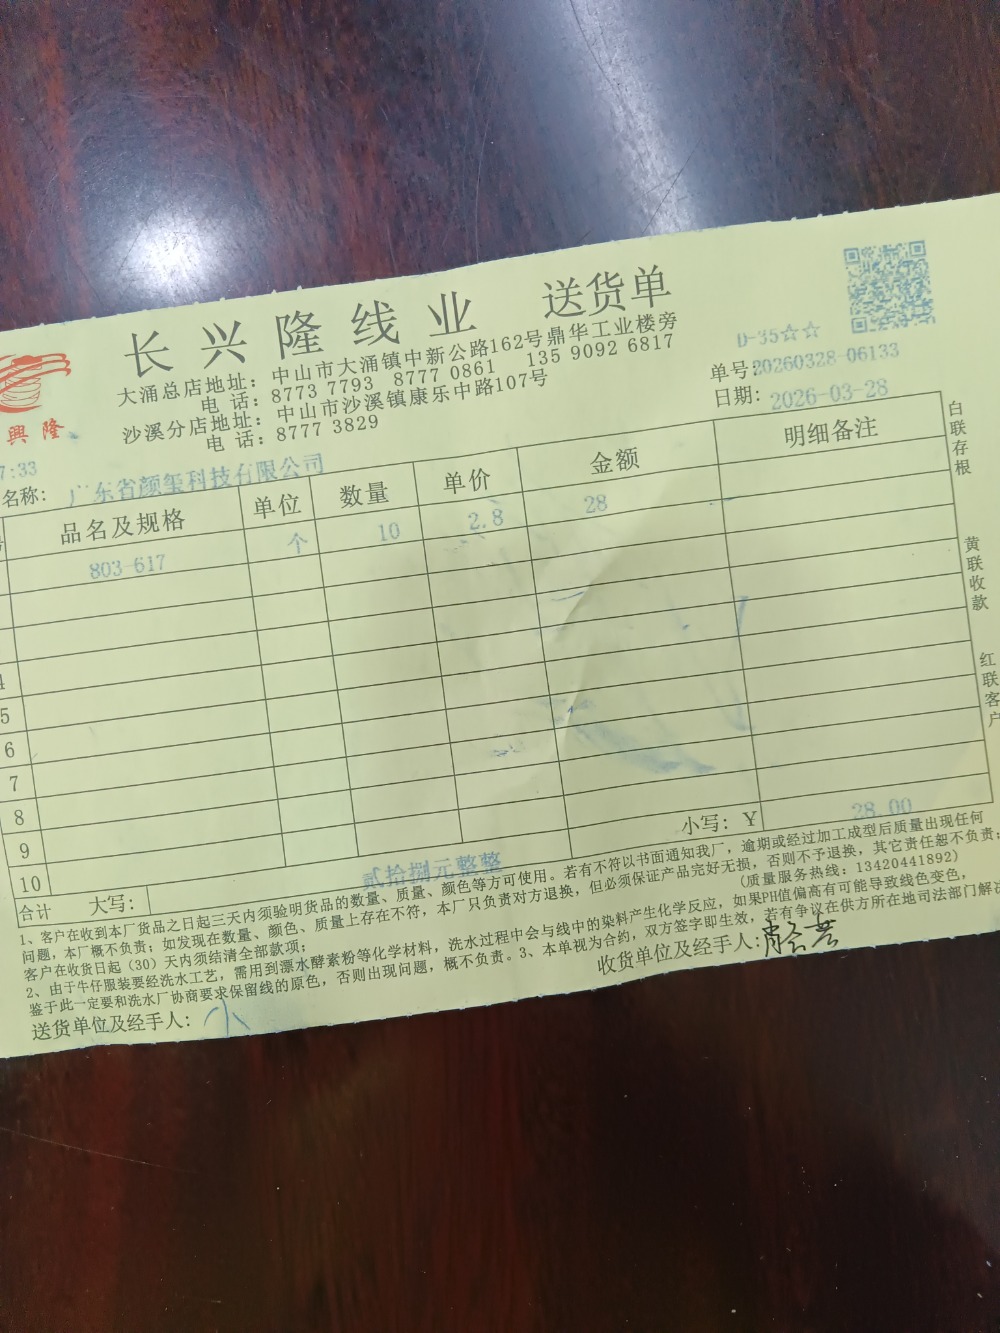 长兴隆线业 送货单
大涌总店地址：中山市大涌镇中新公路162号鼎华工业楼旁
电 话：8773 7793 8777 0861 135 9092 6817
沙溪分店地址：中山市沙溪镇康乐中路107号
电 话：8777 3829
D-35☆☆
单号:20260328-06133
日期: 2026-03-28
興隆
7:33
名称: 广东省颜玺科技有限公司
品名及规格 单位 数量 单价 金额 明细备注
803-617 个 10 2.8 28
4
5
6
7
8
9
10
小写：Y 28.00
合计 大写： 贰拾捌元整整
1、客户在收到本厂货品之日起三天内须验明货品的数量、质量、颜色等方可使用。若有不符以书面通知我厂，逾期或经过加工成型后质量出现任何
问题，本厂概不负责；如发现在数量、颜色、质量上存在不符，本厂只负责对方退换，但必须保证产品完好无损，否则不予退换，其它责任恕不负责；
客户在收货日起（30）天内须结清全部款项； (质量服务热线：13420441892)
2、由于牛仔服装要经洗水工艺，需用到漂水酵素粉等化学材料，洗水过程中会与线中的染料产生化学反应，如果PH值偏高有可能导致线色变色，
鉴于此一定要和洗水厂协商要求保留线的原色，否则出现问题，概不负责。3、本单视为合约，双方签字即生效，若有争议在供方所在地司法部门解决
送货单位及经手人: 小
收货单位及经手人:
白联存根
黄联收款
红联客户